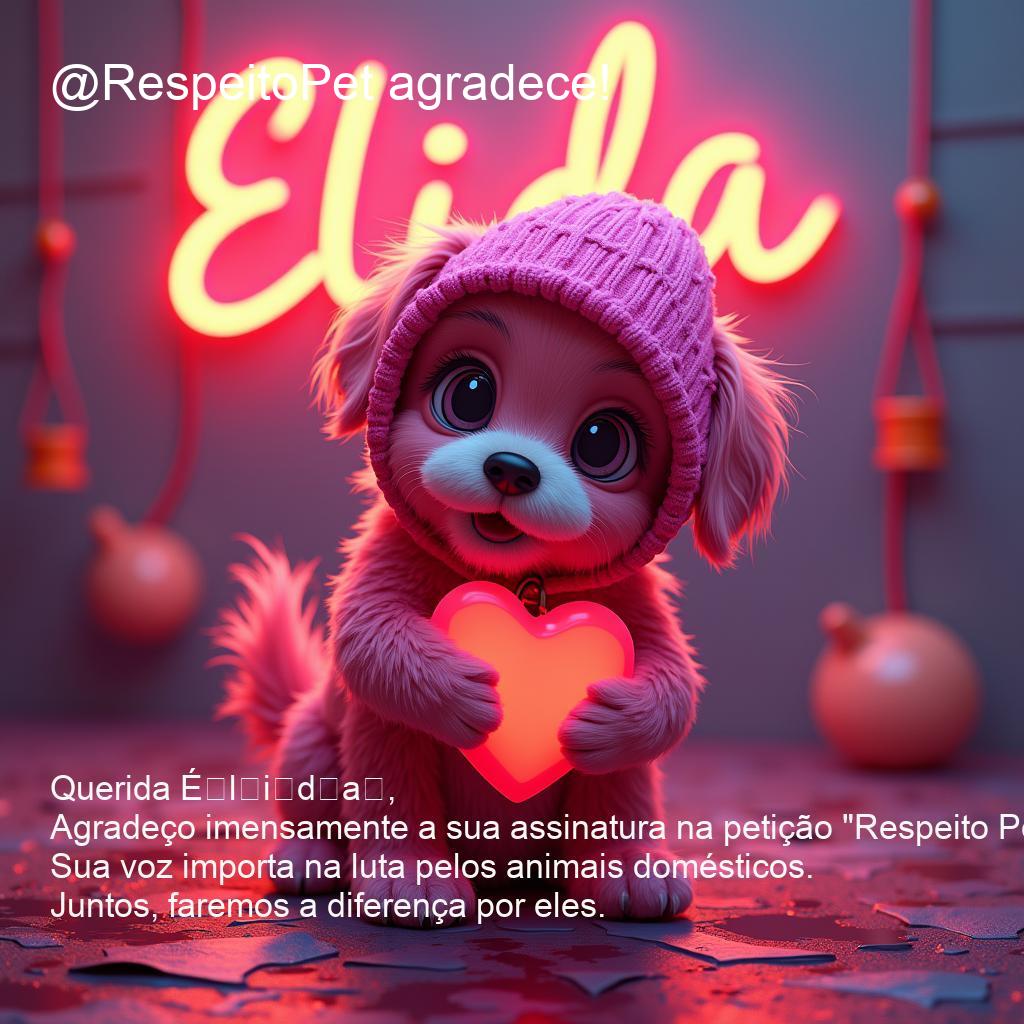 @RespeitoPet agradece!
Elida
Querida É□l□i□d□a□,
Agradeço imensamente a sua assinatura na petição "Respeito Pe
Sua voz importa na luta pelos animais domésticos.
Juntos, faremos a diferença por eles.